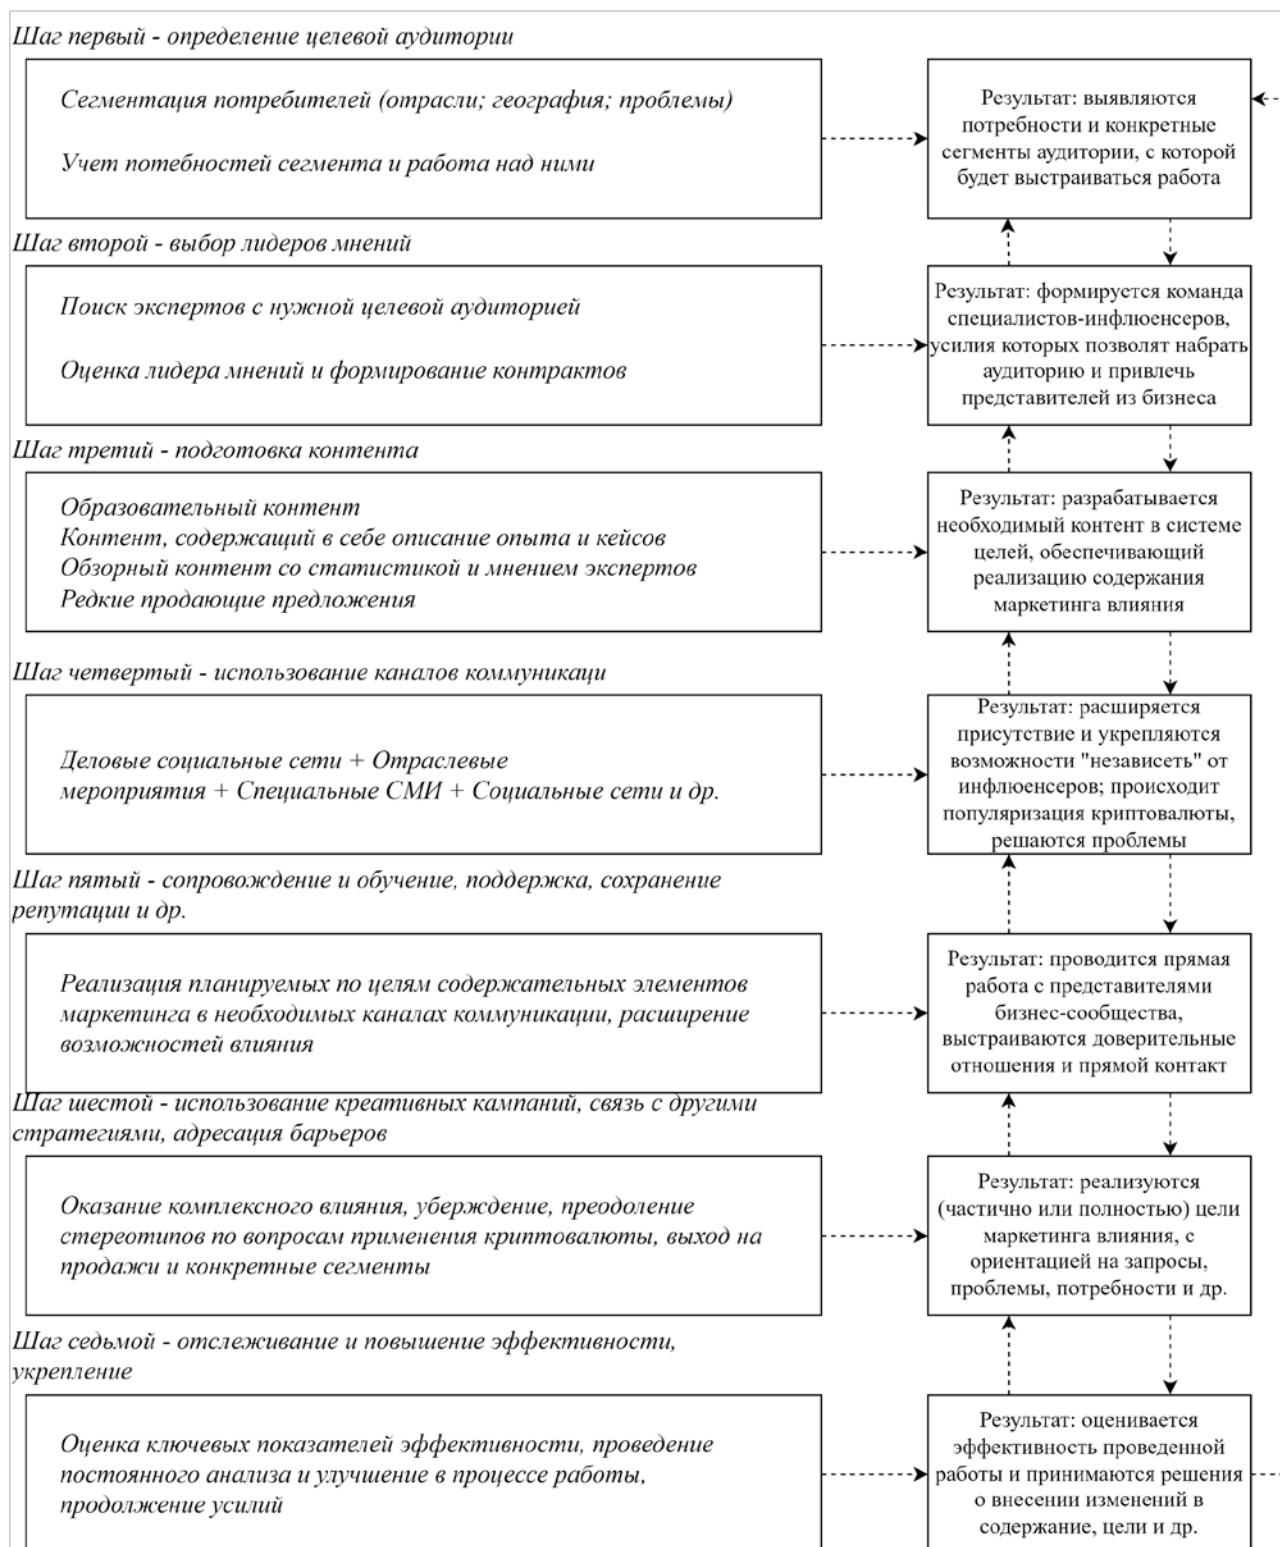 Шаг первый - определение целевой аудитории
Сегментация потребителей (отрасли; география; проблемы)
Учет потебностей сегмента и работа над ними
Результат: выявляются
потребности и конкретные
сегменты аудитории, с которой
будет выстраиваться работа
Шаг второй - выбор лидеров мнений
Поиск экспертов с нужной целевой аудиторией
Оценка лидера мнений и формирование контрактов
Результат: формируется команда
специалистов-инфлюенсеров,
усилия которых позволят набрать
аудиторию и привлечь
представителей из бизнеса
Шаг третий - подготовка контента
Образовательный контент
Контент, содержащий в себе описание опыта и кейсов
Обзорный контент со статистикой и мнением экспертов
Редкие продающие предложения
Результат: разрабатывается
необходимый контент в системе
целей, обеспечивающий
реализацию содержания
маркетинга влияния
Шаг четвертый - использование каналов коммуникаци
Деловые социальные сети + Отраслевые
мероприятия + Специальные СМИ + Социальные сети и др.
Результат: расширяется
присутствие и укрепляются
возможности "независеть" от
инфлюенсеров; происходит
популяризация криптовалюты,
решаются проблемы
Шаг пятый - сопровождение и обучение, поддержка, сохранение
репутации и др.
Реализация планируемых по целям содержательных элементов
маркетинга в необходимых каналах коммуникации, расширение
возможностей влияния
Результат: проводится прямая
работа с представителями
бизнес-сообщества,
выстраиваются доверительные
отношения и прямой контакт
Шаг шестой - использование креативных кампаний, связь с другими
стратегиями, адресация барьеров
Оказание комплексного влияния, уберждение, преодоление
стереотипов по вопросам применения криптовалюты, выход на
продажи и конкретные сегменты
Результат: реализуются
(частично или полностью) цели
маркетинга влияния, с
ориентацией на запросы,
проблемы, потребности и др.
Шаг седьмой - отслеживание и повышение эффективности,
укрепление
Оценка ключевых показателей эффективности, проведение
постоянного анализа и улучшение в процессе работы,
продолжение усилий
Результат: оценивается
эффективность проведенной
работы и принимаются решения
о внесении изменений в
содержание, цели и др.